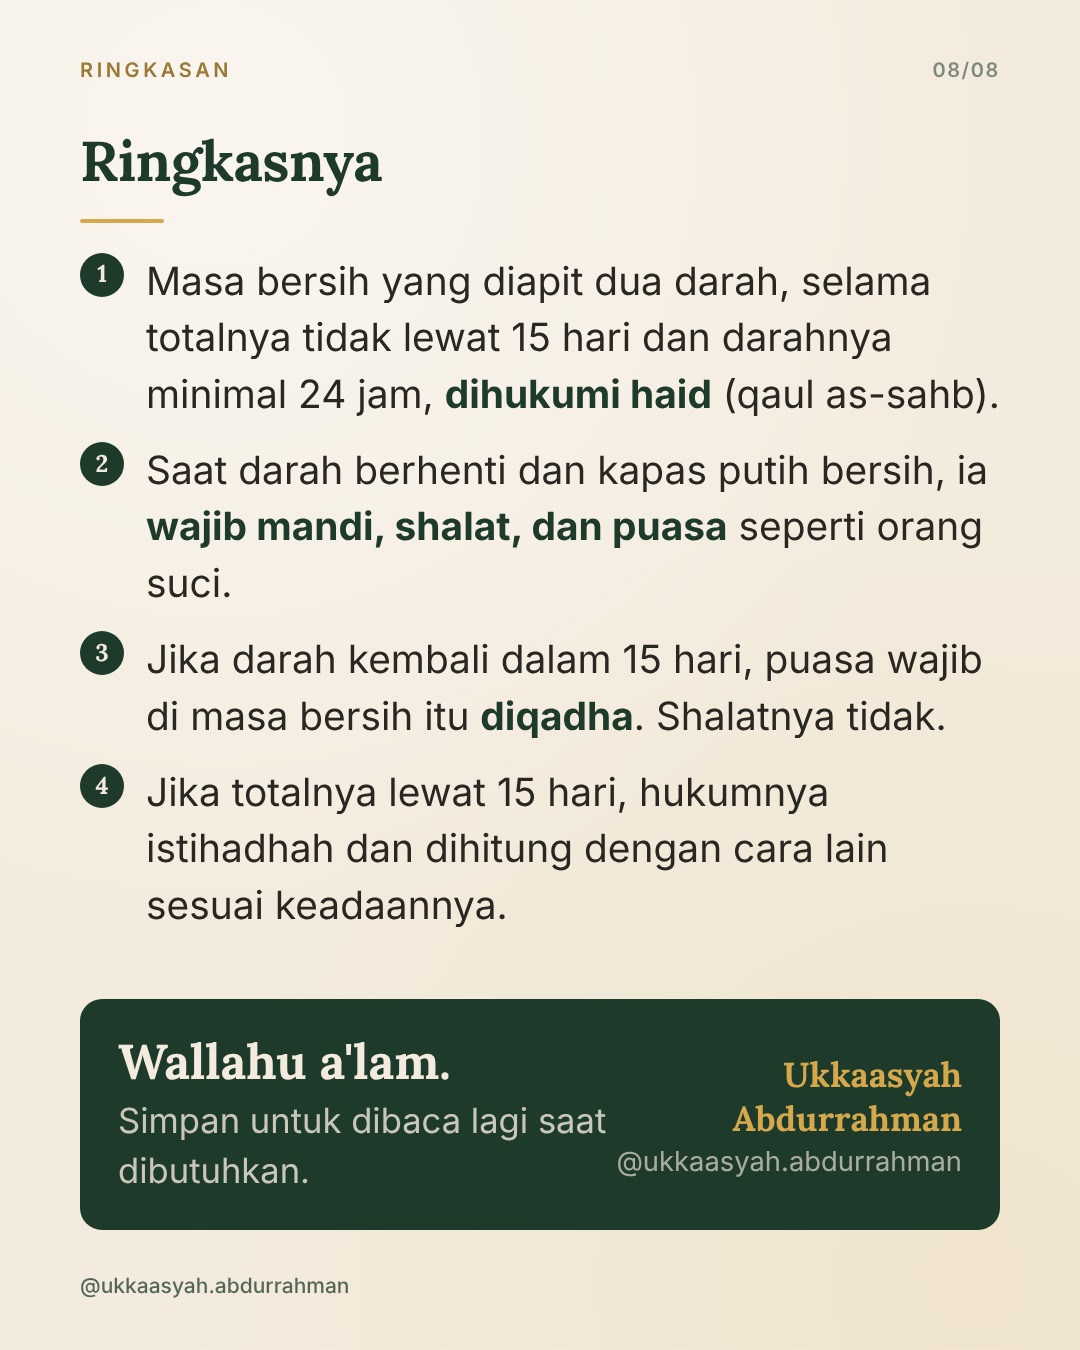 RINGKASAN
08/08
Ringkasnya
1 Masa bersih yang diapit dua darah, selama
totalnya tidak lewat 15 hari dan darahnya
minimal 24 jam, dihukumi haid (qaul as-sahb).
2 Saat darah berhenti dan kapas putih bersih, ia
wajib mandi, shalat, dan puasa seperti orang
suci.
3 Jika darah kembali dalam 15 hari, puasa wajib
di masa bersih itu diqadha. Shalatnya tidak.
4 Jika totalnya lewat 15 hari, hukumnya
istihadhah dan dihitung dengan cara lain
sesuai keadaannya.
Wallahu a'lam.
Simpan untuk dibaca lagi saat
dibutuhkan.
Ukkaasyah
Abdurrahman
@ukkaasyah.abdurrahman
@ukkaasyah.abdurrahman